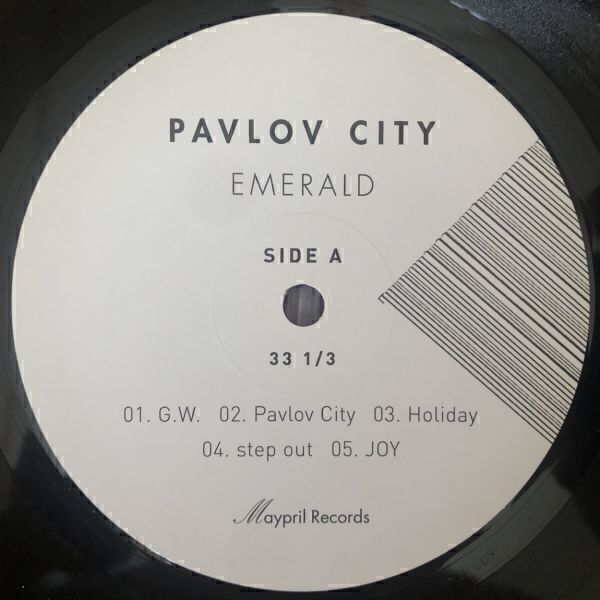 PAVLOV CITY
EMERALD
SIDE A
33 1/3
01. G.W. 02. Pavlov City 03. Holiday
04. step out 05. JOY
Maypril Records